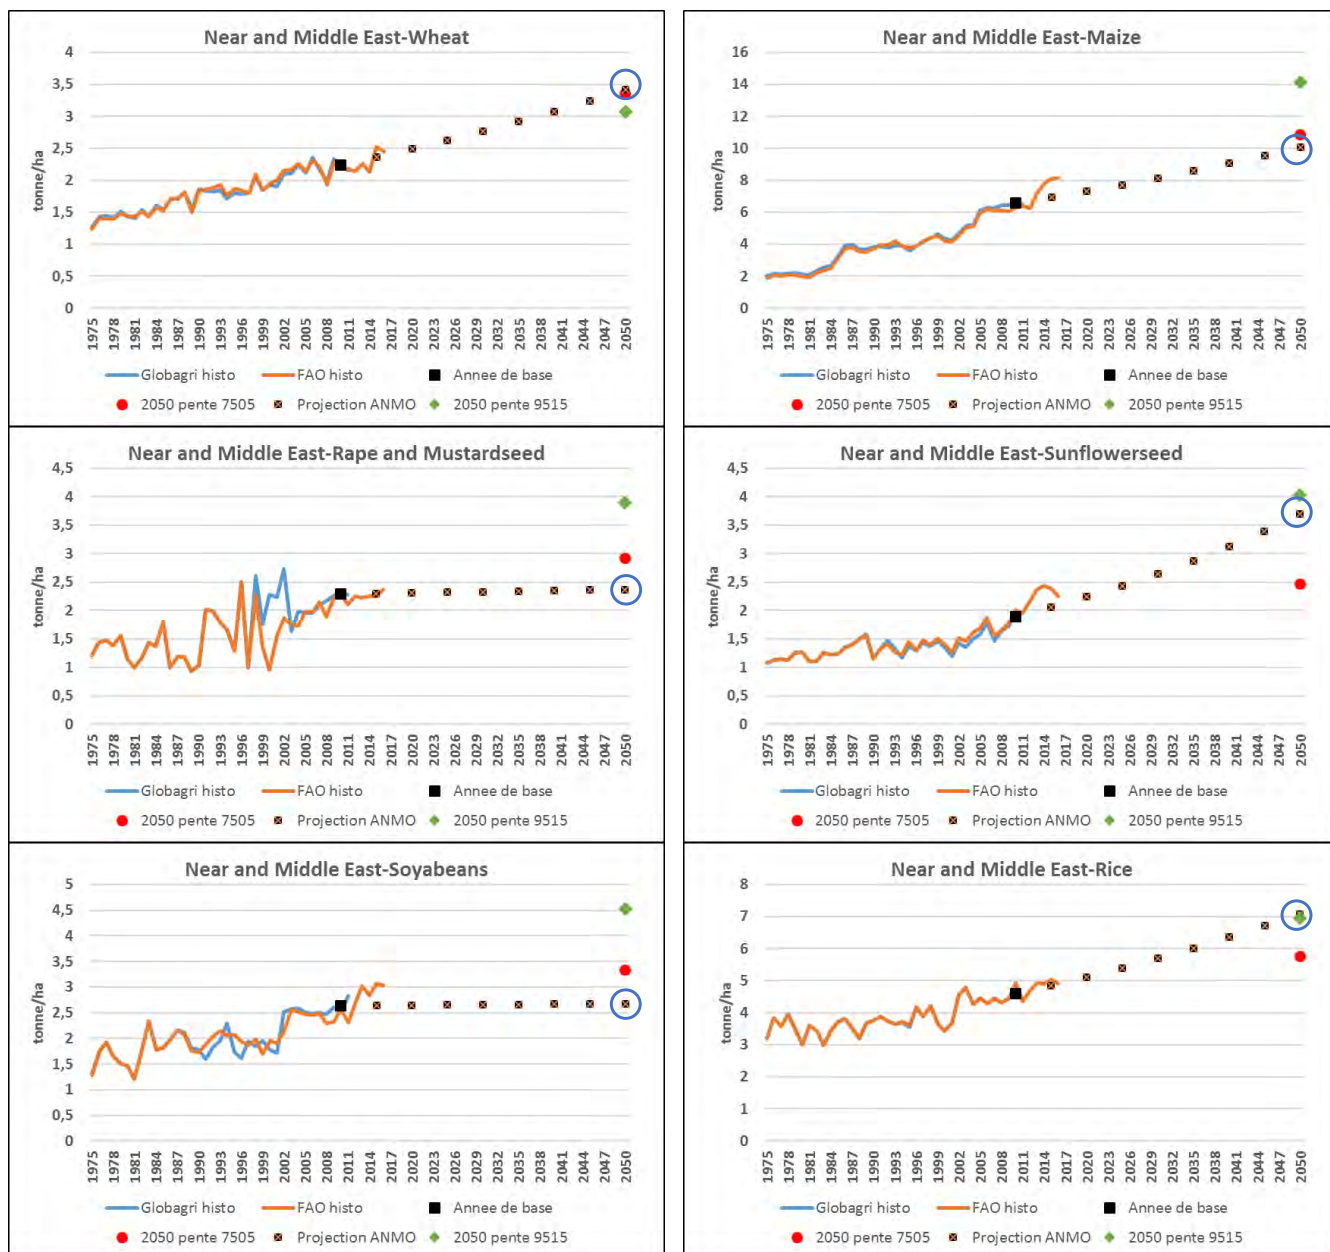 Near and Middle East-Wheat
4
3,5
3
2,5
2
1,5
1
0,5
0
tonne/ha
1975 1978 1981 1984 1987 1990 1993 1996 1999 2002 2005 2008 2011 2014 2017 2020 2023 2026 2029 2032 2035 2038 2041 2044 2047 2050
Globagri histo FAO histo Annee de base
2050 pente 7505 Projection ANMO 2050 pente 9515
Near and Middle East-Maize
16
14
12
10
8
6
4
2
0
1975 1978 1981 1984 1987 1990 1993 1996 1999 2002 2005 2008 2011 2014 2017 2020 2023 2026 2029 2032 2035 2038 2041 2044 2047 2050
Globagri histo FAO histo Annee de base
2050 pente 7505 Projection ANMO 2050 pente 9515
Near and Middle East-Rape and Mustardseed
4,5
4
3,5
3
2,5
2
1,5
1
0,5
0
tonne/ha
1975 1978 1981 1984 1987 1990 1993 1996 1999 2002 2005 2008 2011 2014 2017 2020 2023 2026 2029 2032 2035 2038 2041 2044 2047 2050
Globagri histo FAO histo Annee de base
2050 pente 7505 Projection ANMO 2050 pente 9515
Near and Middle East-Sunflowerseed
4,5
4
3,5
3
2,5
2
1,5
1
0,5
0
tonne/ha
1975 1978 1981 1984 1987 1990 1993 1996 1999 2002 2005 2008 2011 2014 2017 2020 2023 2026 2029 2032 2035 2038 2041 2044 2047 2050
Globagri histo FAO histo Annee de base
2050 pente 7505 Projection ANMO 2050 pente 9515
Near and Middle East-Soyabeans
5
4,5
4
3,5
3
2,5
2
1,5
1
0,5
0
tonne/ha
1975 1978 1981 1984 1987 1990 1993 1996 1999 2002 2005 2008 2011 2014 2017 2020 2023 2026 2029 2032 2035 2038 2041 2044 2047 2050
Globagri histo FAO histo Annee de base
2050 pente 7505 Projection ANMO 2050 pente 9515
Near and Middle East-Rice
8
7
6
5
4
3
2
1
0
tonne/ha
1975 1978 1981 1984 1987 1990 1993 1996 1999 2002 2005 2008 2011 2014 2017 2020 2023 2026 2029 2032 2035 2038 2041 2044 2047 2050
Globagri histo FAO histo Annee de base
2050 pente 7505 Projection ANMO 2050 pente 9515